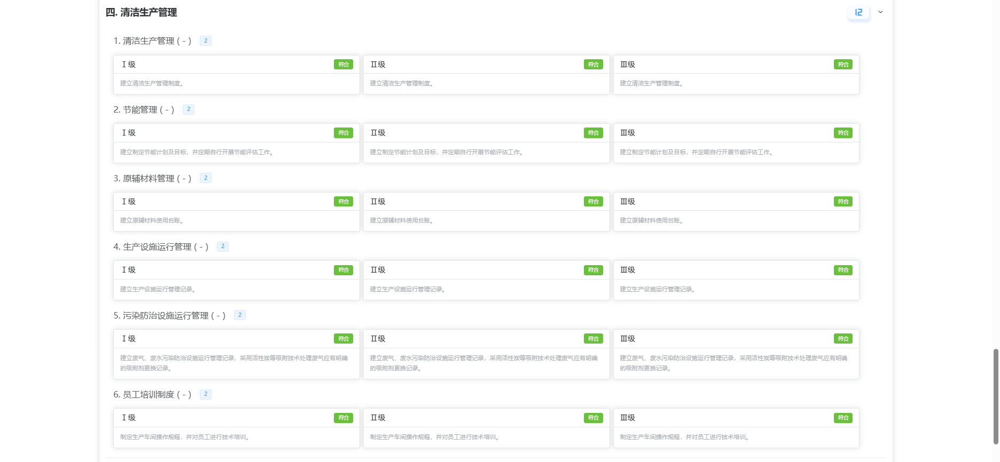 四. 清洁生产管理 12
1. 清洁生产管理 ( - ) 2
Ⅰ级 符合 Ⅱ级 符合 Ⅲ级 符合
建立清洁生产管理制度。 建立清洁生产管理制度。 建立清洁生产管理制度。
2. 节能管理 ( - ) 2
Ⅰ级 符合 Ⅱ级 符合 Ⅲ级 符合
建立制定节能计划及目标，并定期自行开展节能评估工作。 建立制定节能计划及目标，并定期自行开展节能评估工作。 建立制定节能计划及目标，并定期自行开展节能评估工作。
3. 原辅材料管理 ( - ) 2
Ⅰ级 符合 Ⅱ级 符合 Ⅲ级 符合
建立原辅材料使用台账。 建立原辅材料使用台账。 建立原辅材料使用台账。
4. 生产设施运行管理 ( - ) 2
Ⅰ级 符合 Ⅱ级 符合 Ⅲ级 符合
建立生产设施运行管理记录。 建立生产设施运行管理记录。 建立生产设施运行管理记录。
5. 污染防治设施运行管理 ( - ) 2
Ⅰ级 符合 Ⅱ级 符合 Ⅲ级 符合
建立废气、废水污染防治设施运行管理记录，采用活性炭等吸附技术处理废气应有明确
的吸附剂更换记录。
建立废气、废水污染防治设施运行管理记录，采用活性炭等吸附技术处理废气应有明确
的吸附剂更换记录。
建立废气、废水污染防治设施运行管理记录，采用活性炭等吸附技术处理废气应有明确
的吸附剂更换记录。
6. 员工培训制度 ( - ) 2
Ⅰ级 符合 Ⅱ级 符合 Ⅲ级 符合
制定生产车间操作规程，并对员工进行技术培训。 制定生产车间操作规程，并对员工进行技术培训。 制定生产车间操作规程，并对员工进行技术培训。